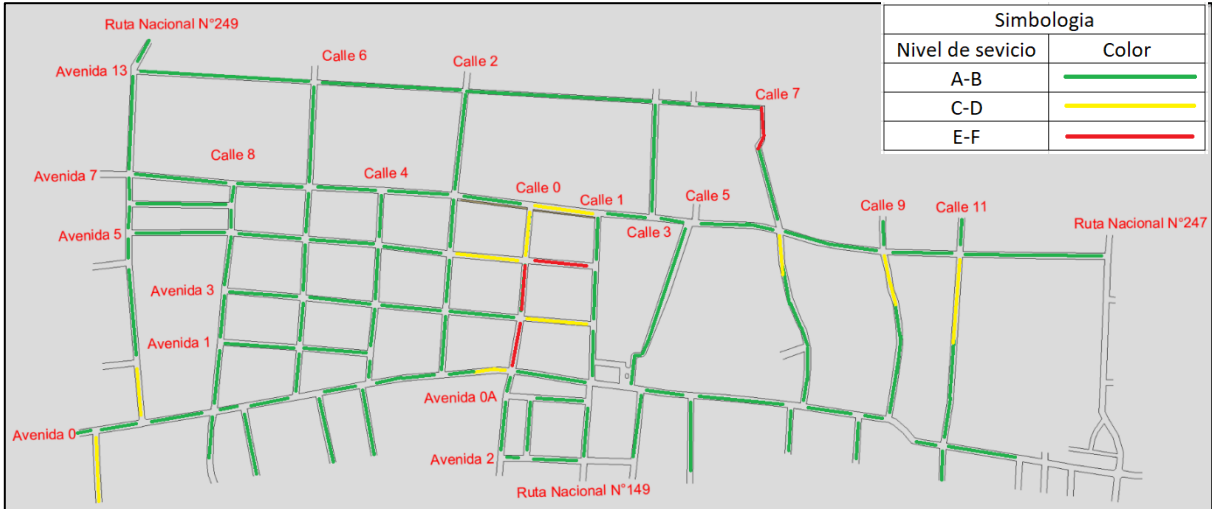 Ruta Nacional N°249
Simbologia
Nivel de sevicio Color
A-B
C-D
E-F
Avenida 13
Calle 6
Calle 2
Calle 7
Avenida 7
Calle 8
Calle 4
Calle 0
Calle 1
Calle 5
Calle 3
Calle 9
Calle 11
Ruta Nacional N°247
Avenida 5
Avenida 3
Avenida 1
Avenida 0A
Avenida 0
Avenida 2
Ruta Nacional N°149